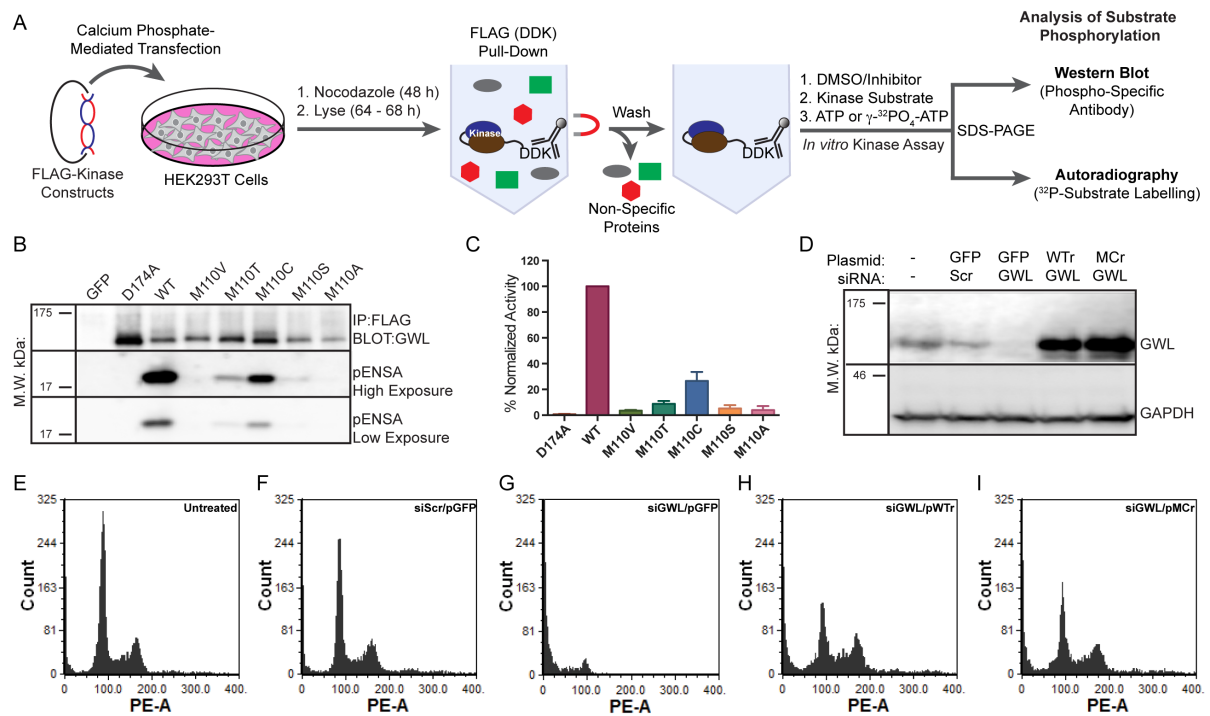 A
Calcium Phosphate-
Mediated Transfection
FLAG-Kinase
Constructs
HEK293T Cells
1. Nocodazole (48 h)
2. Lyse (64 - 68 h)
FLAG (DDK)
Pull-Down
Kinase
DDK
Wash
Non-Specific
Proteins
DDK
1. DMSO/Inhibitor
2. Kinase Substrate
3. ATP or γ-³²PO₄-ATP
In vitro Kinase Assay
SDS-PAGE
Analysis of Substrate
Phosphorylation
Western Blot
(Phospho-Specific
Antibody)
Autoradiography
(³²P-Substrate Labelling)
B
GFP D174A WT M110V M110T M110C M110S M110A
M.W. kDa:
175
IP:FLAG
BLOT:GWL
17
pENSA
High Exposure
17
pENSA
Low Exposure
C
% Normalized Activity
120
100
80
60
40
20
0
D174A WT M110V M110T M110C M110S M110A
D
Plasmid: - GFP GFP WTr MCr
siRNA: - Scr GWL GWL GWL
M.W. kDa:
175
GWL
46
GAPDH
E
Untreated
Count
325
244
163
81
0
0 100.0 200.0 300.0 400.
PE-A
F
siScr/pGFP
Count
325
244
163
81
0
0 100.0 200.0 300.0 400.
PE-A
G
siGWL/pGFP
Count
325
244
163
81
0
0 100.0 200.0 300.0 400.
PE-A
H
siGWL/pWTr
Count
325
244
163
81
0
0 100.0 200.0 300.0 400.
PE-A
I
siGWL/pMCr
Count
325
244
163
81
0
0 100.0 200.0 300.0 400.
PE-A